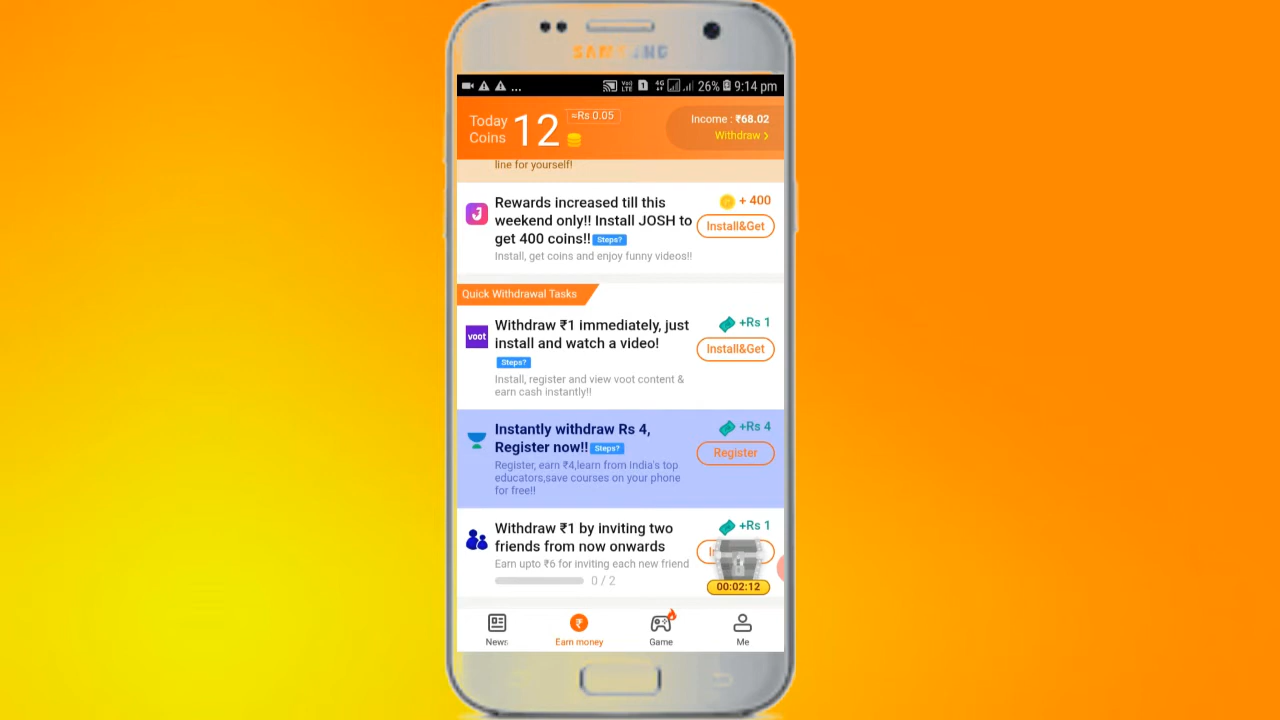 SAMSUNG
... VoJ LTE 1 4G 26% 9:14 pm
Today
Coins
12
≈Rs 0.05
Income : ₹68.02
Withdraw >
line for yourself!
J
Rewards increased till this
weekend only!! Install JOSH to
get 400 coins!! Steps?
Install, get coins and enjoy funny videos!!
+ 400
Install&Get
Quick Withdrawal Tasks
voot
Withdraw ₹1 immediately, just
install and watch a video!
Steps?
Install, register and view voot content &
earn cash instantly!!
+Rs 1
Install&Get
Instantly withdraw Rs 4,
Register now!! Steps?
Register, earn ₹4,learn from India's top
educators,save courses on your phone
for free!!
+Rs 4
Register
Withdraw ₹1 by inviting two
friends from now onwards
Earn upto ₹6 for inviting each new friend
0 / 2
+Rs 1
00:02:12
News
Earn money
Game
Me